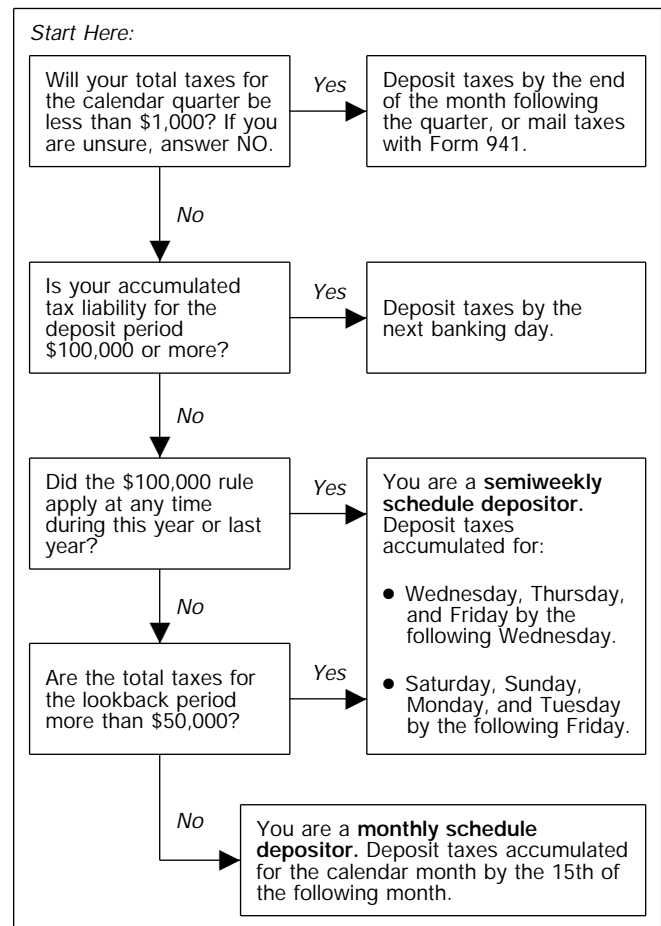 Start Here:
Will your total taxes for
the calendar quarter be
less than $1,000? If you
are unsure, answer NO.
Yes
Deposit taxes by the end
of the month following
the quarter, or mail taxes
with Form 941.
No
Is your accumulated
tax liability for the
deposit period
$100,000 or more?
Yes
Deposit taxes by the
next banking day.
No
Did the $100,000 rule
apply at any time
during this year or last
year?
Yes
You are a semiweekly
schedule depositor.
Deposit taxes
accumulated for:
● Wednesday, Thursday,
and Friday by the
following Wednesday.
● Saturday, Sunday,
Monday, and Tuesday
by the following Friday.
No
Are the total taxes for
the lookback period
more than $50,000?
Yes
No
You are a monthly schedule
depositor. Deposit taxes accumulated
for the calendar month by the 15th of
the following month.